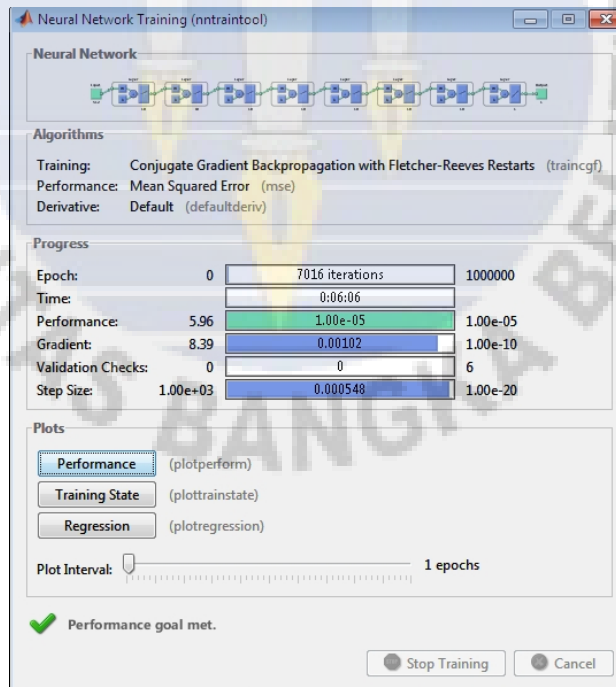 Neural Network Training (nntraintool)
Neural Network
Algorithms
Training: Conjugate Gradient Backpropagation with Fletcher-Reeves Restarts (traincgf)
Performance: Mean Squared Error (mse)
Derivative: Default (defaultderiv)
Progress
Epoch: 0 7016 iterations 1000000
Time: 0:06:06
Performance: 5.96 1.00e-05 1.00e-05
Gradient: 8.39 0.00102 1.00e-10
Validation Checks: 0 0 6
Step Size: 1.00e+03 0.000548 1.00e-20
Plots
Performance (plotperform)
Training State (plottrainstate)
Regression (plotregression)
Plot Interval: 1 epochs
Performance goal met.
Stop Training Cancel
AS BANGKA BE